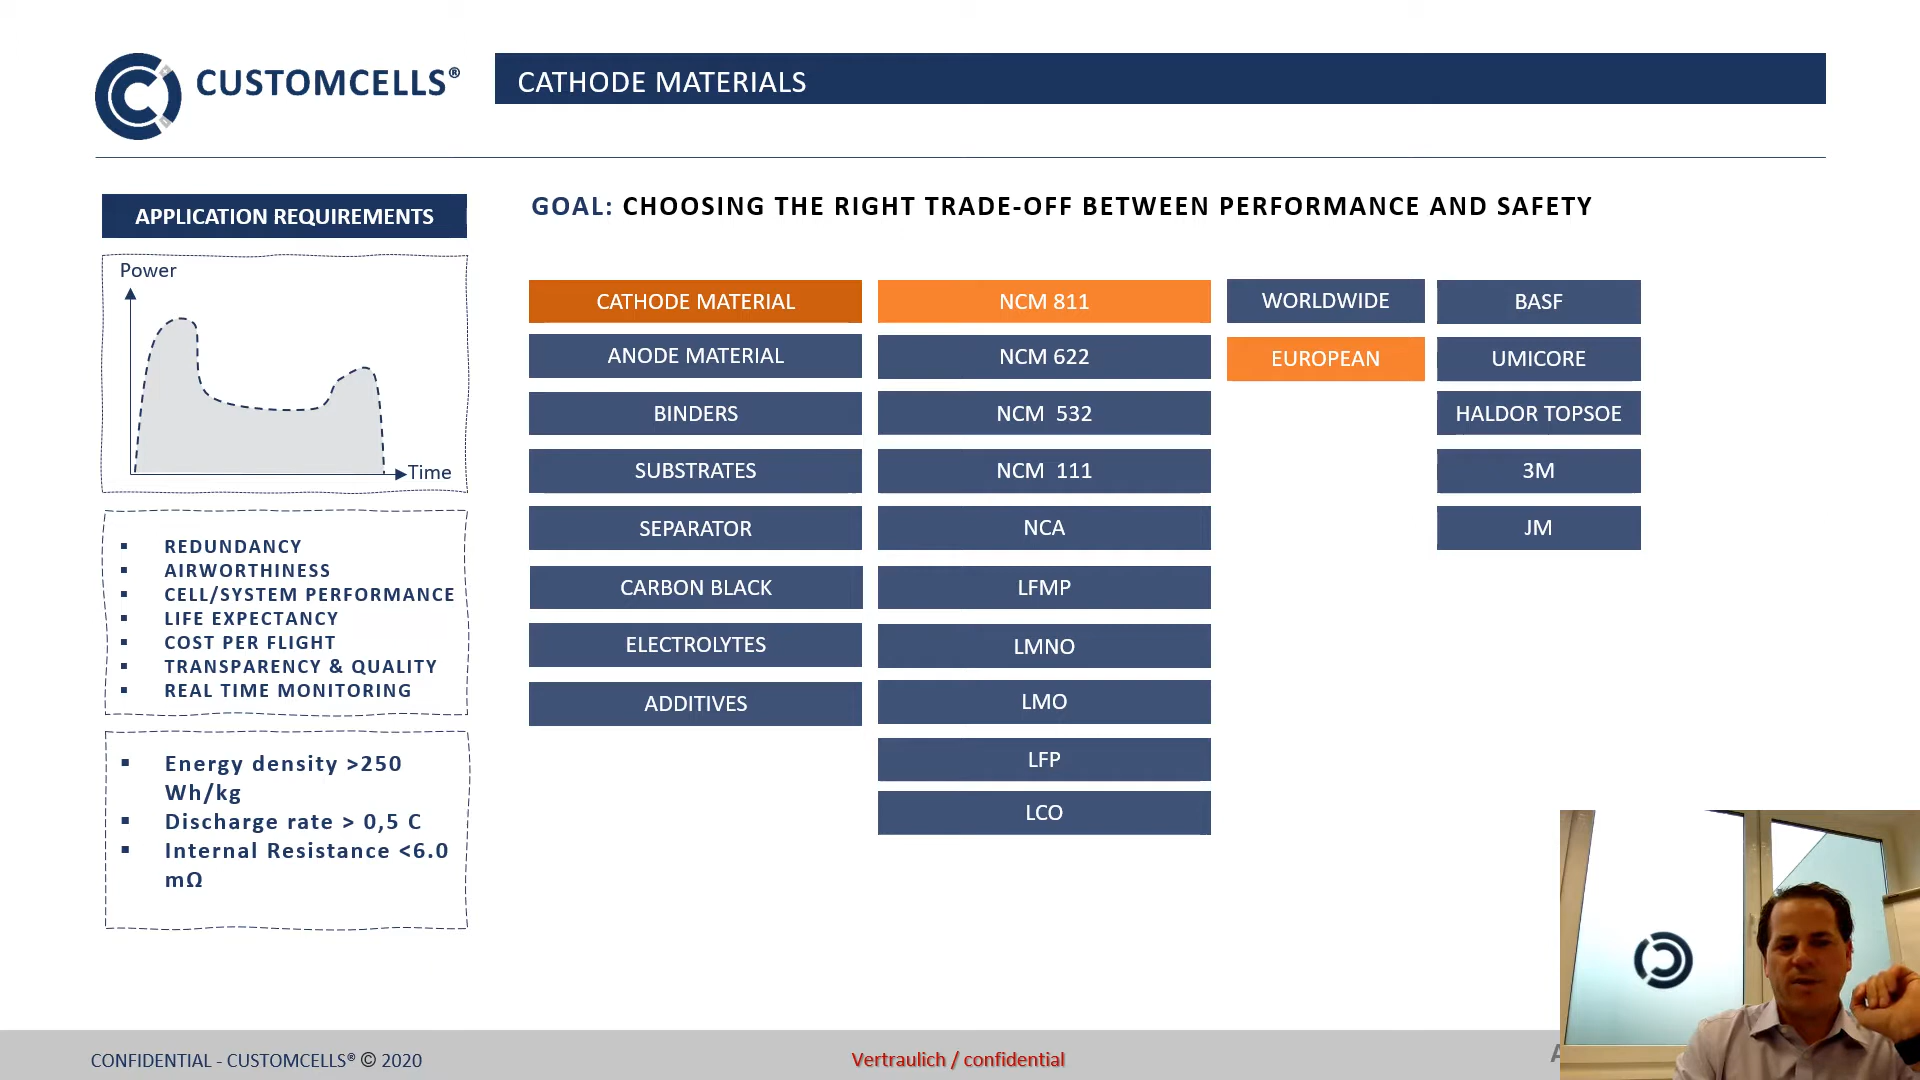 CUSTOMCELLS®
CATHODE MATERIALS
APPLICATION REQUIREMENTS
Power
Time
REDUNDANCY
AIRWORTHINESS
CELL/SYSTEM PERFORMANCE
LIFE EXPECTANCY
COST PER FLIGHT
TRANSPARENCY & QUALITY
REAL TIME MONITORING
Energy density >250
Wh/kg
Discharge rate > 0,5 C
Internal Resistance <6.0
mΩ
GOAL: CHOOSING THE RIGHT TRADE-OFF BETWEEN PERFORMANCE AND SAFETY
CATHODE MATERIAL
ANODE MATERIAL
BINDERS
SUBSTRATES
SEPARATOR
CARBON BLACK
ELECTROLYTES
ADDITIVES
NCM 811
NCM 622
NCM 532
NCM 111
NCA
LFMP
LMNO
LMO
LFP
LCO
WORLDWIDE
EUROPEAN
BASF
UMICORE
HALDOR TOPSOE
3M
JM
CONFIDENTIAL - CUSTOMCELLS® © 2020
Vertraulich / confidential